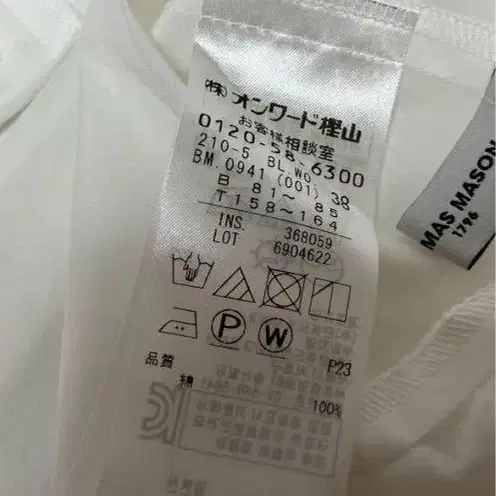 (株)オンワード樫山
お客様相談室
0120-58-6300
210-5 BL.WO
BM.0941 (001) 38
B 81～ 85
T158～164
INS. 368059
LOT 6904622
P
W
P23
品質
綿 100%
MAS MASON
1796